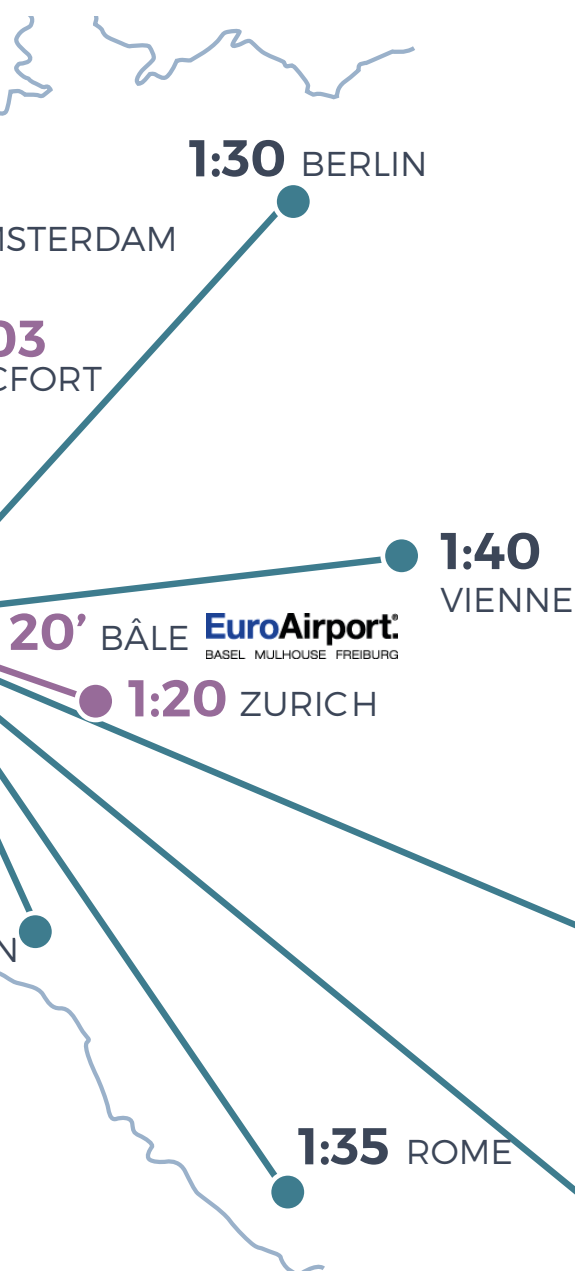 1:30 BERLIN
MSTERDAM
03
CFORT
1:40
VIENNE
20’ BÂLE EuroAirport.
BASEL MULHOUSE FREIBURG
1:20 ZURICH
N
1:35 ROME